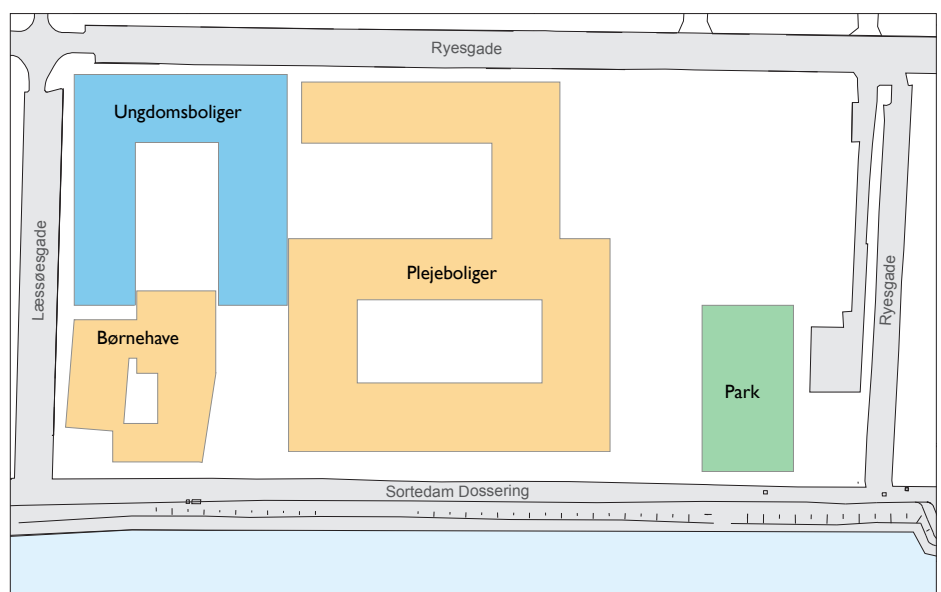 Ryesgade
Ungdomsboliger
Læssøesgade
Plejeboliger
Ryesgade
Børnehave
Park
Sortedam Dossering